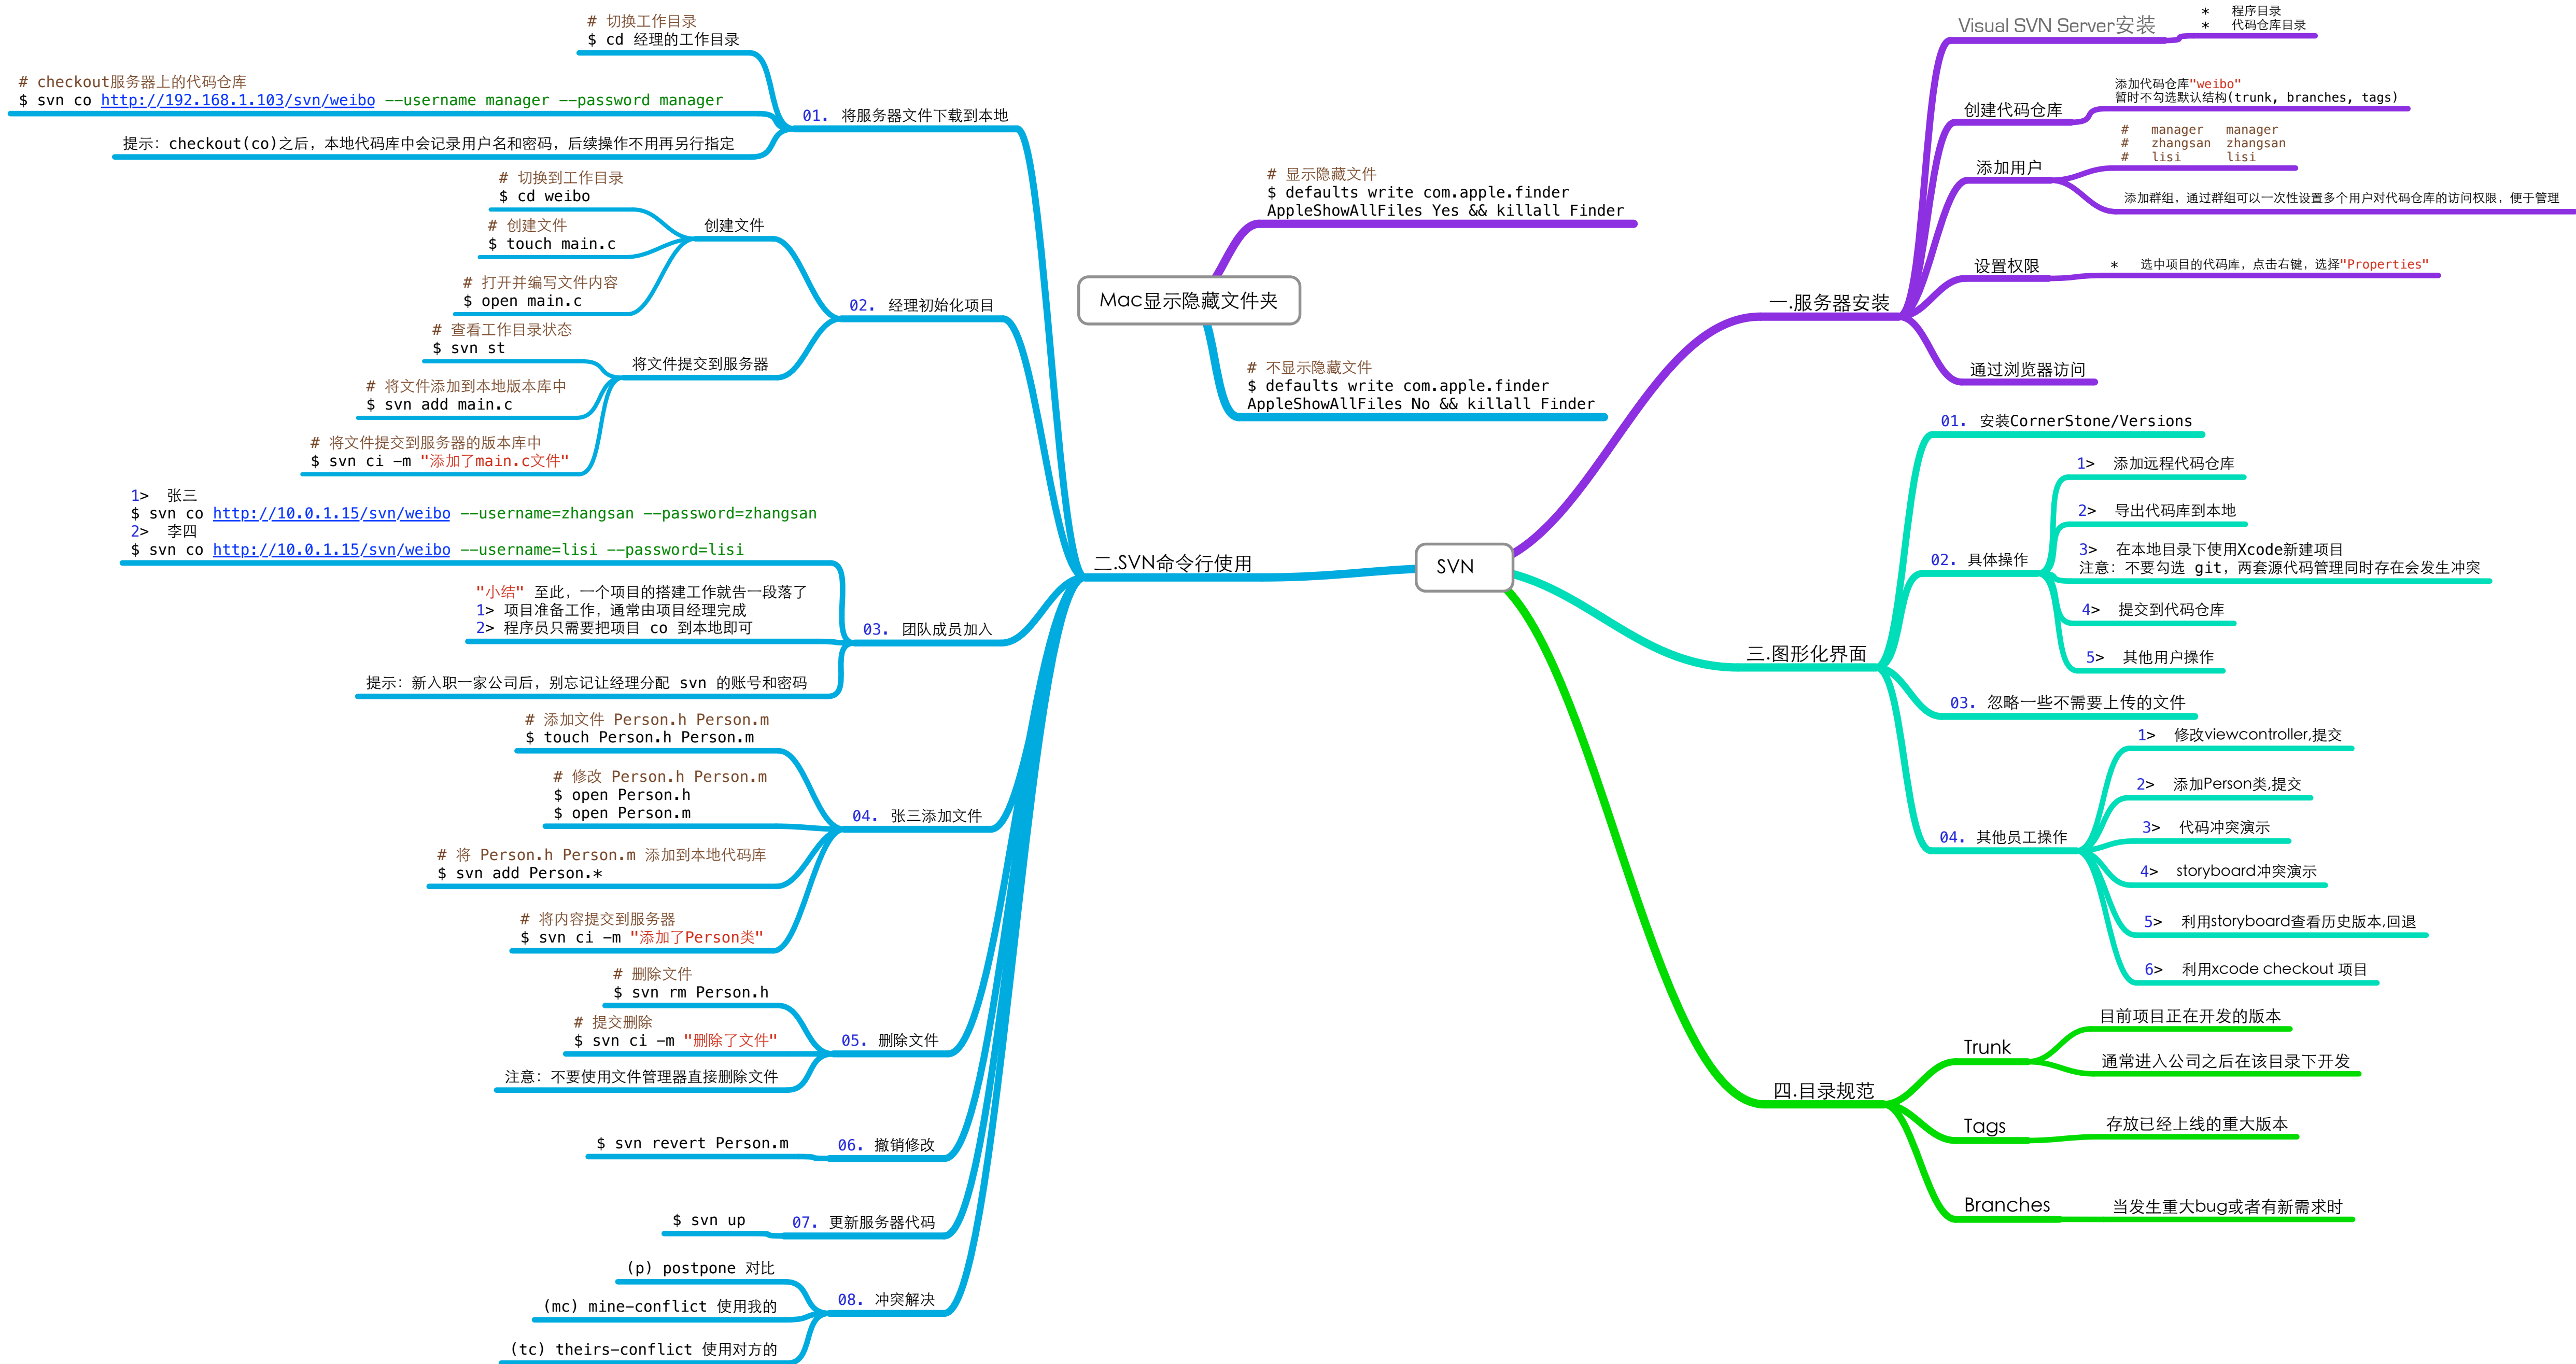 SVN
一.服务器安装
Visual SVN Server安装
* 程序目录
* 代码仓库目录
创建代码仓库
添加代码仓库"weibo"
暂时不勾选默认结构(trunk, branches, tags)
添加用户
# manager manager
# zhangsan zhangsan
# lisi lisi
添加群组，通过群组可以一次性设置多个用户对代码仓库的访问权限，便于管理
设置权限
* 选中项目的代码库，点击右键，选择"Properties"
通过浏览器访问
二.SVN命令行使用
01. 将服务器文件下载到本地
# 切换工作目录
$ cd 经理的工作目录
# checkout服务器上的代码仓库
$ svn co http://192.168.1.103/svn/weibo --username manager --password manager
提示：checkout(co)之后，本地代码库中会记录用户名和密码，后续操作不用再另行指定
02. 经理初始化项目
创建文件
# 切换到工作目录
$ cd weibo
# 创建文件
$ touch main.c
# 打开并编写文件内容
$ open main.c
将文件提交到服务器
# 查看工作目录状态
$ svn st
# 将文件添加到本地版本库中
$ svn add main.c
# 将文件提交到服务器的版本库中
$ svn ci -m "添加了main.c文件"
03. 团队成员加入
1> 张三
$ svn co http://10.0.1.15/svn/weibo --username=zhangsan --password=zhangsan
2> 李四
$ svn co http://10.0.1.15/svn/weibo --username=lisi --password=lisi
"小结" 至此，一个项目的搭建工作就告一段落了
1> 项目准备工作，通常由项目经理完成
2> 程序员只需要把项目 co 到本地即可
提示：新入职一家公司后，别忘记让经理分配 svn 的账号和密码
04. 张三添加文件
# 添加文件 Person.h Person.m
$ touch Person.h Person.m
# 修改 Person.h Person.m
$ open Person.h
$ open Person.m
# 将 Person.h Person.m 添加到本地代码库
$ svn add Person.*
# 将内容提交到服务器
$ svn ci -m "添加了Person类"
05. 删除文件
# 删除文件
$ svn rm Person.h
# 提交删除
$ svn ci -m "删除了文件"
注意：不要使用文件管理器直接删除文件
06. 撤销修改
$ svn revert Person.m
07. 更新服务器代码
$ svn up
08. 冲突解决
(p) postpone 对比
(mc) mine-conflict 使用我的
(tc) theirs-conflict 使用对方的
三.图形化界面
01. 安装CornerStone/Versions
02. 具体操作
1> 添加远程代码仓库
2> 导出代码库到本地
3> 在本地目录下使用Xcode新建项目
注意：不要勾选 git，两套源代码管理同时存在会发生冲突
4> 提交到代码仓库
5> 其他用户操作
03. 忽略一些不需要上传的文件
04. 其他员工操作
1> 修改viewcontroller,提交
2> 添加Person类,提交
3> 代码冲突演示
4> storyboard冲突演示
5> 利用storyboard查看历史版本,回退
6> 利用xcode checkout 项目
四.目录规范
Trunk
目前项目正在开发的版本
通常进入公司之后在该目录下开发
Tags
存放已经上线的重大版本
Branches
当发生重大bug或者有新需求时
Mac显示隐藏文件夹
# 显示隐藏文件
$ defaults write com.apple.finder
AppleShowAllFiles Yes && killall Finder
# 不显示隐藏文件
$ defaults write com.apple.finder
AppleShowAllFiles No && killall Finder